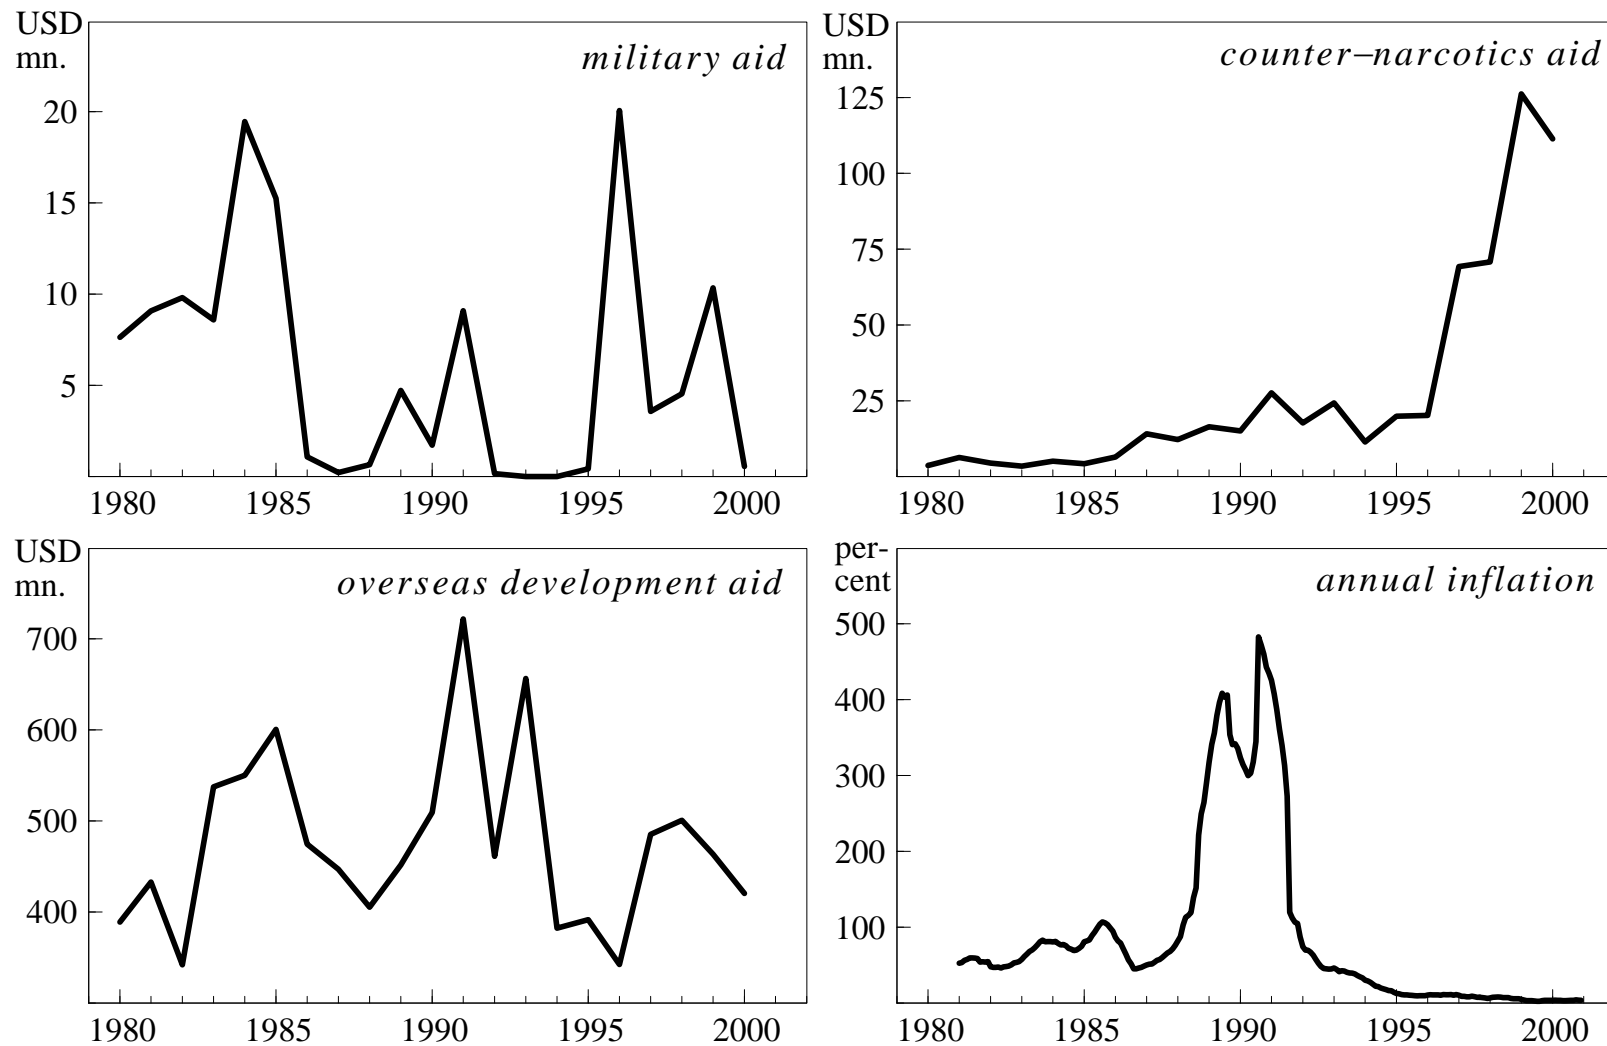 USD
mn.
military aid
20
15
10
5
1980 1985 1990 1995 2000
USD
mn.
counter–narcotics aid
125
100
75
50
25
1980 1985 1990 1995 2000
USD
mn.
overseas development aid
700
600
500
400
1980 1985 1990 1995 2000
per-
cent
annual inflation
500
400
300
200
100
1980 1985 1990 1995 2000